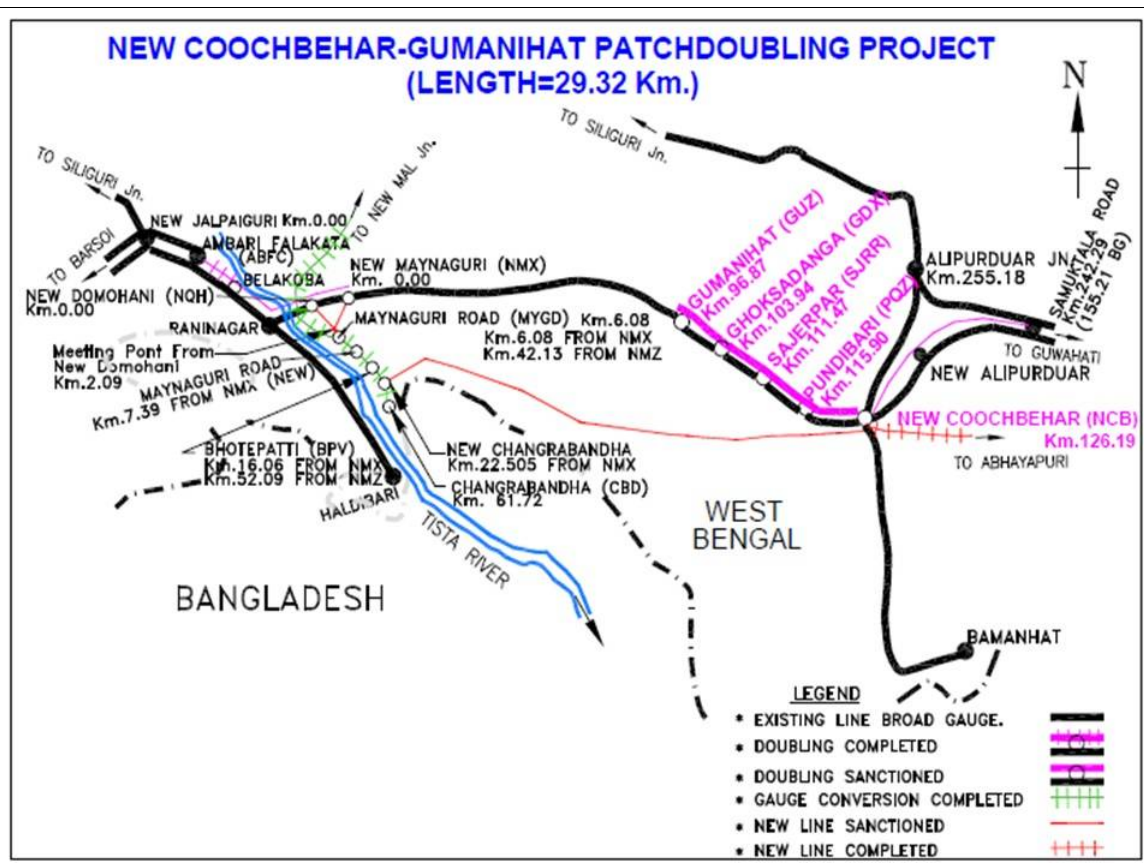 NEW COOCHBEHAR-GUMANIHAT PATCHDOUBLING PROJECT
(LENGTH=29.32 Km.)
N
TO SILIGURI Jn.
TO SILIGURI Jn.
TO NEW MAL Jn.
TO BARSOI
NEW JALPAIGURI Km.0.00
AMBARI FALAKATA
(ABFC)
BELAKOBA
NEW DOMOHANI (NQH)
Km.0.00
NEW MAYNAGURI (NMX)
Km. 0.00
RANINAGAR
MAYNAGURI ROAD (MYGD) Km.6.08
Km.6.08 FROM NMX
Km.42.13 FROM NMZ
Meeting Pont From
New Domohani
Km.2.09
MAYNAGURI ROAD
Km.7.39 FROM NMX (NEW)
BHOTEPATTI (BPV)
Km.16.06 FROM NMX
Km.52.09 FROM NMZ
HALDIBARI
NEW CHANGRABANDHA
Km.22.505 FROM NMX
CHANGRABANDHA (CBD)
Km. 61.72
TISTA RIVER
GUMANIHAT (GUZ)
Km.96.87
GHOKSADANGA (GDX)
Km.103.94
SAJERPAR (SJRR)
Km. 111.47
PUNDIBARI (PQZ)
Km.115.90
ALIPURDUAR JN.
Km.255.18
SAMUKTALA ROAD
Km.242.29
(155.21 BG)
TO GUWAHATI
NEW ALIPURDUAR
NEW COOCHBEHAR (NCB)
Km.126.19
TO ABHAYAPURI
WEST
BENGAL
BANGLADESH
BAMANHAT
LEGEND
* EXISTING LINE BROAD GAUGE.
* DOUBLING COMPLETED
* DOUBLING SANCTIONED
* GAUGE CONVERSION COMPLETED
* NEW LINE SANCTIONED
* NEW LINE COMPLETED